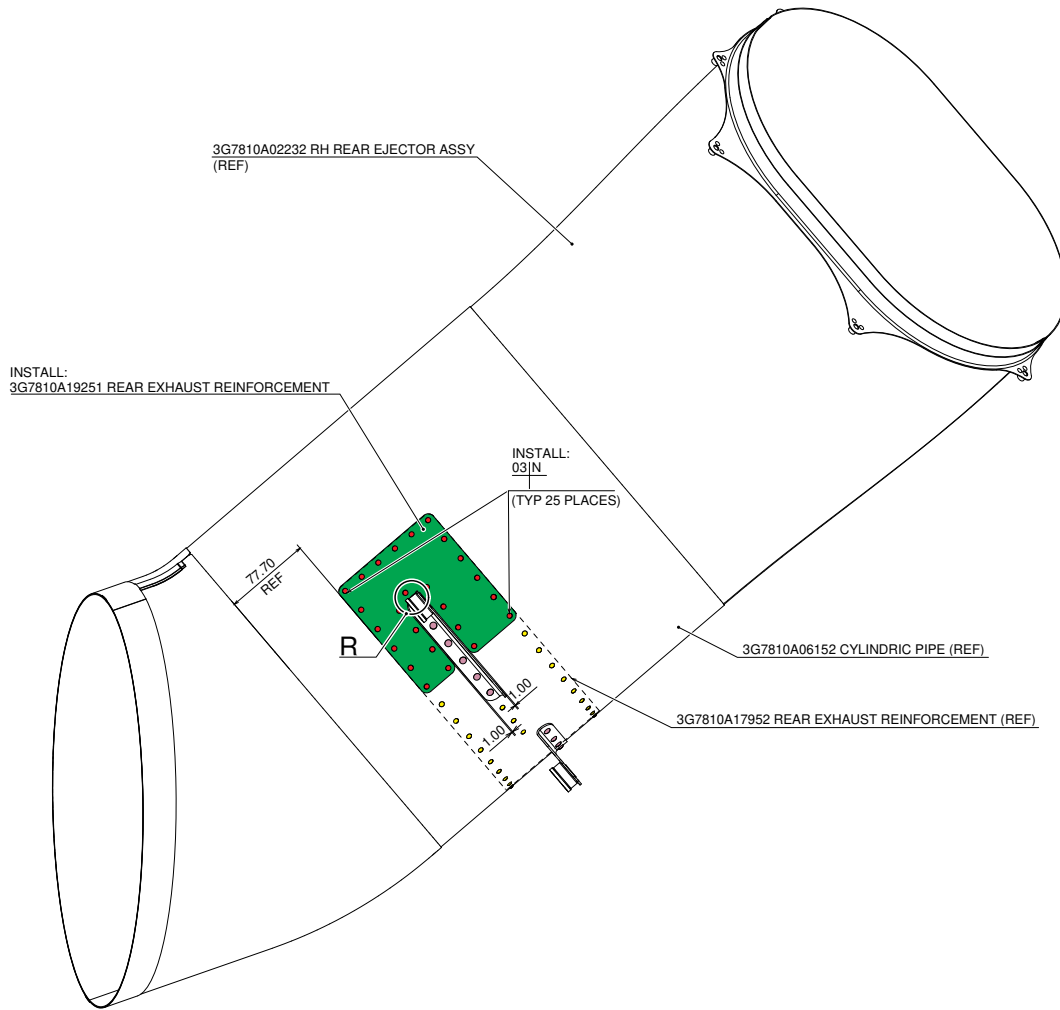 3G7810A02232 RH REAR EJECTOR ASSY
(REF)
INSTALL:
3G7810A19251 REAR EXHAUST REINFORCEMENT
INSTALL:
03 N
(TYP 25 PLACES)
77.70
REF
R
3G7810A06152 CYLINDRIC PIPE (REF)
1.00
3G7810A17952 REAR EXHAUST REINFORCEMENT (REF)
1.00